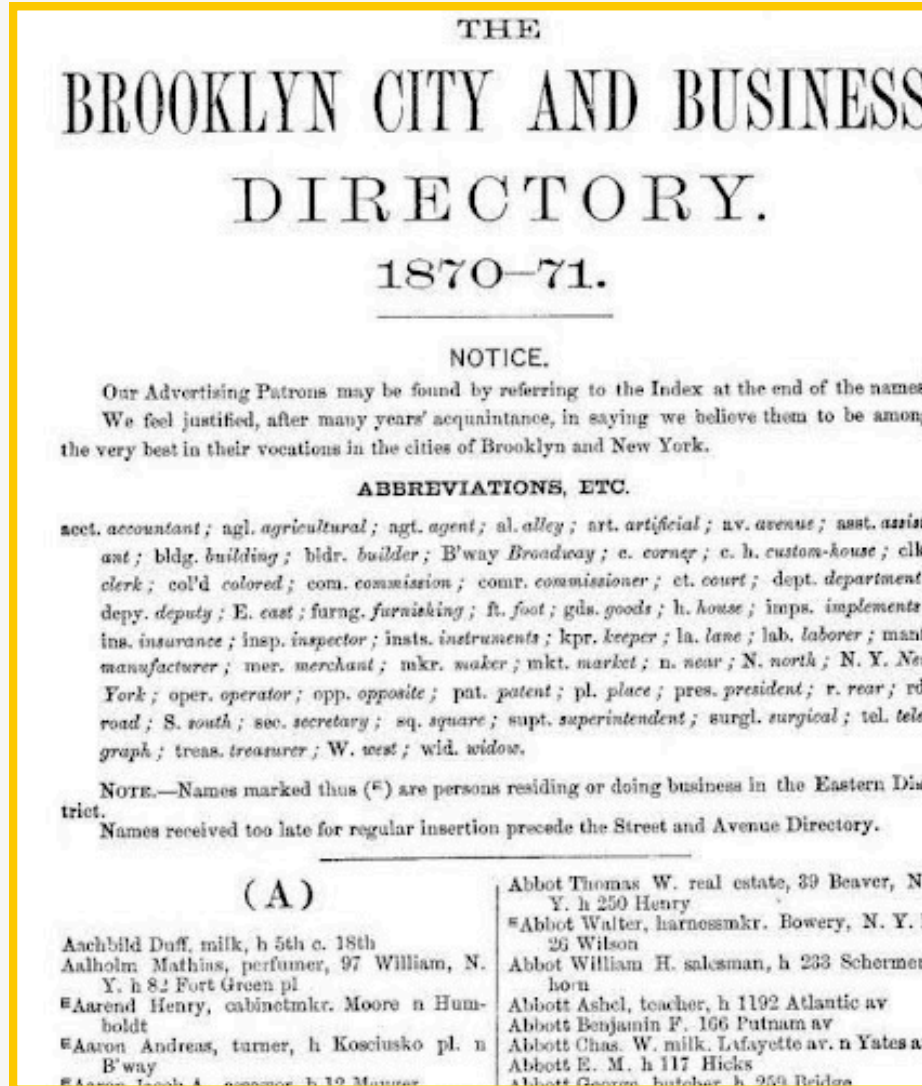 THE
BROOKLYN CITY AND BUSINESS
DIRECTORY.
1870–71.
NOTICE.
Our Advertising Patrons may be found by referring to the Index at the end of the names
We feel justified, after many years' acquaintance, in saying we believe them to be amon
the very best in their vocations in the cities of Brooklyn and New York.
ABBREVIATIONS, ETC.
acct. accountant; agl. agricultural; agt. agent; al. alley; art. artificial; av. avenue; asst. assist
ant; bldg. building; bldr. builder; B'way Broadway; c. corner; c. h. custom-house; clk
clerk; col'd colored; com. commission; comr. commissioner; ct. court; dept. department
depy. deputy; E. east; furng. furnishing; ft. foot; gds. goods; h. house; imps. implements
ins. insurance; insp. inspector; insts. instruments; kpr. keeper; la. lane; lab. laborer; manf
manufacturer; mer. merchant; mkr. maker; mkt. market; n. near; N. north; N. Y. Ne
York; oper. operator; opp. opposite; pat. patent; pl. place; pres. president; r. rear; rd
road; S. south; sec. secretary; sq. square; supt. superintendent; surgl. surgical; tel. tele
graph; treas. treasurer; W. west; wid. widow.
NOTE.—Names marked thus (E) are persons residing or doing business in the Eastern Dis
trict.
Names received too late for regular insertion precede the Street and Avenue Directory.
(A)
Aachbild Duff, milk, h 5th c. 18th
Aalholm Mathias, perfumer, 97 William, N.
Y. h 82 Fort Green pl
EAarend Henry, cabinetmkr. Moore n Hum-
boldt
EAaron Andreas, turner, h Kosciusko pl. n
B'way
EAaron Jacob A. h 12 Mauger
Abbot Thomas W. real estate, 39 Beaver, N
Y. h 250 Henry
EAbbot Walter, harnessmkr. Bowery, N. Y.
26 Wilson
Abbot William H. salesman, h 233 Schermer
horn
Abbott Ashel, teacher, h 1192 Atlantic av
Abbott Benjamin F. 166 Putnam av
Abbott Chas. W. milk, Lafayette av. n Yates a
Abbott E. M. h 117 Hicks
Abbott George, butcher, h 259 Bridge